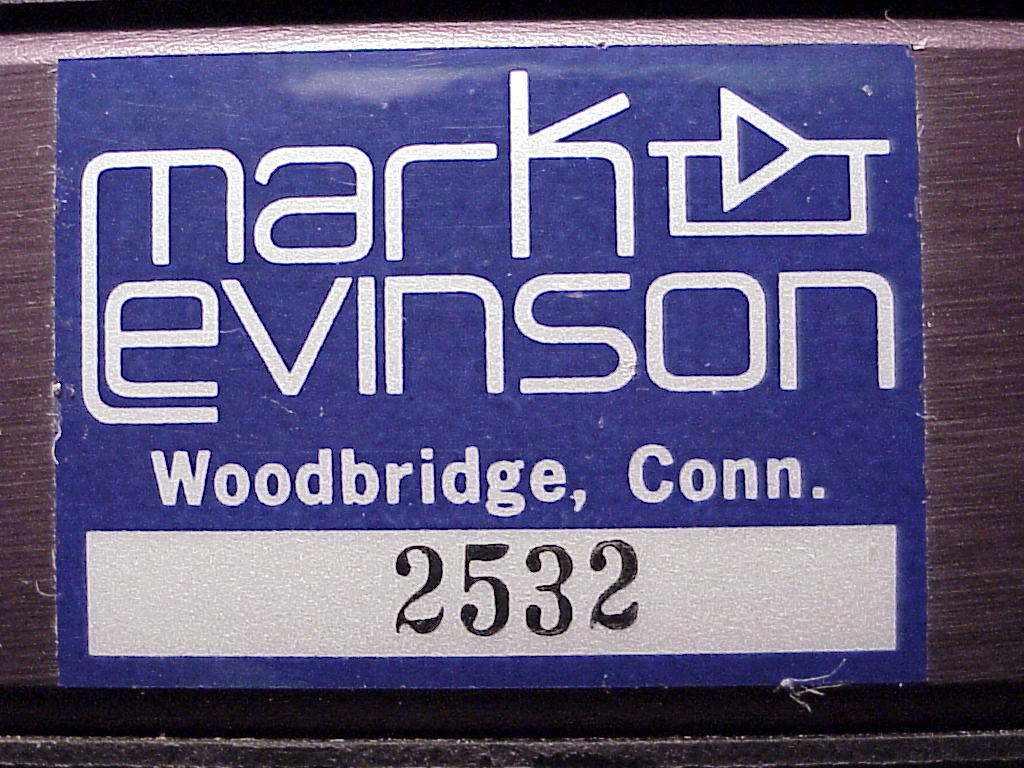 mark
levinson
Woodbridge, Conn.
2532